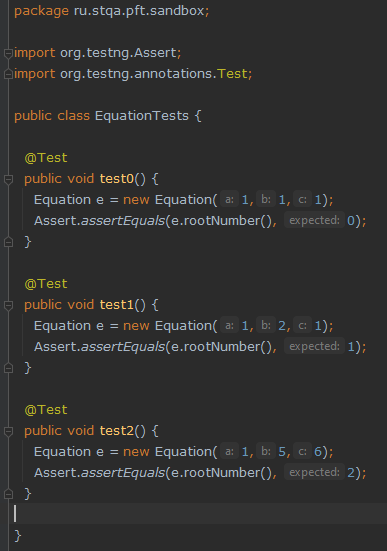 package ru.stqa.pft.sandbox;
import org.testng.Assert;
import org.testng.annotations.Test;
public class EquationTests {
@Test
public void test0() {
Equation e = new Equation( a: 1, b: 1, c: 1);
Assert.assertEquals(e.rootNumber(), expected: 0);
}
@Test
public void test1() {
Equation e = new Equation( a: 1, b: 2, c: 1);
Assert.assertEquals(e.rootNumber(), expected: 1);
}
@Test
public void test2() {
Equation e = new Equation( a: 1, b: 5, c: 6);
Assert.assertEquals(e.rootNumber(), expected: 2);
}
}